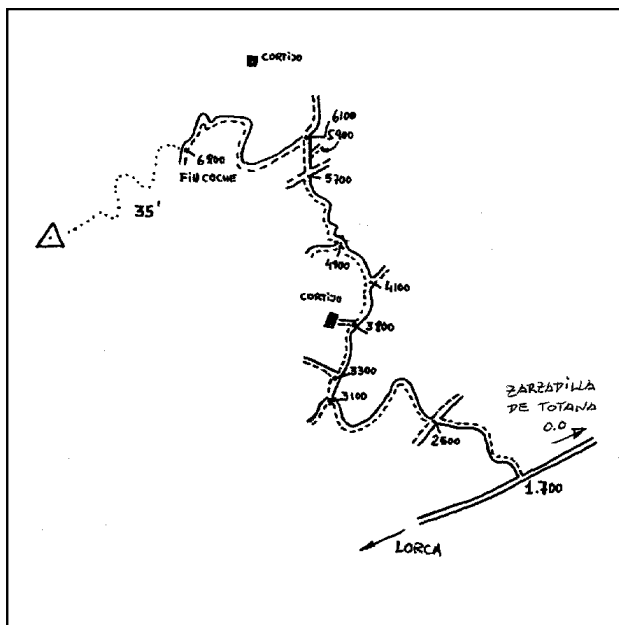 CORTIJO
6100
5900
6800
FIN COCHE
5700
35'
4900
4100
CORTIJO
3800
3300
3100
ZARZADILLA
DE TOTANA
0.0
2600
1.700
LORCA